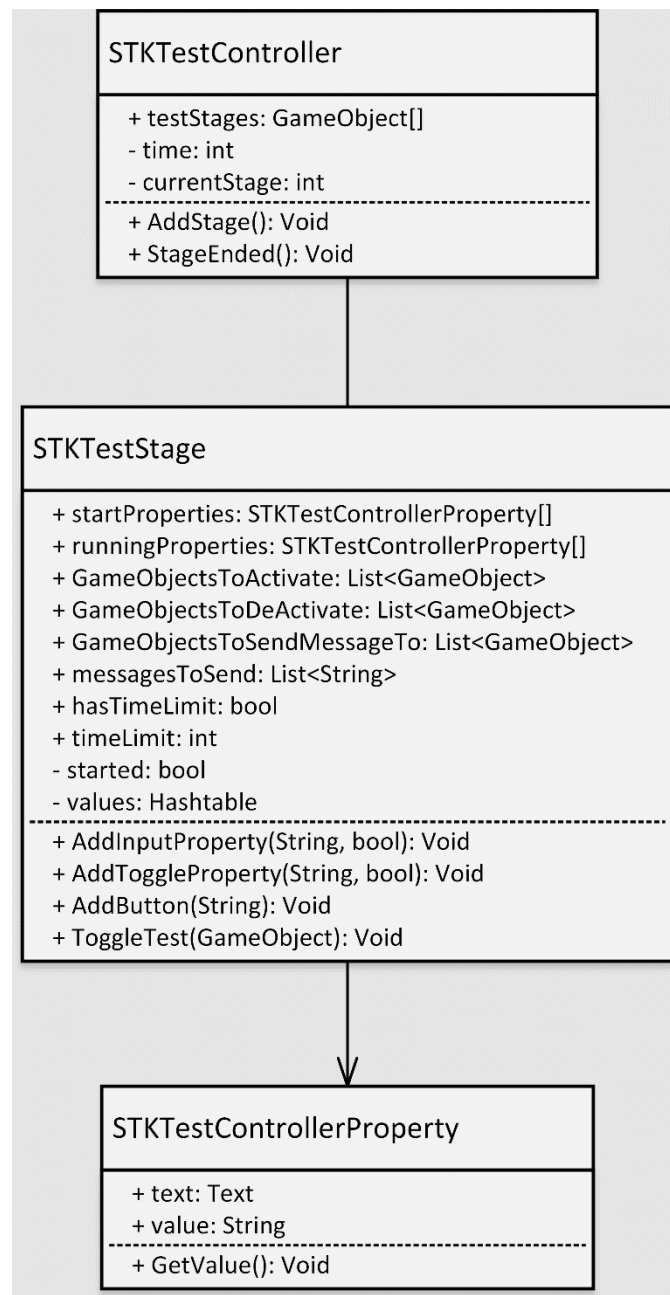 STKTestController
+ testStages: GameObject[]
- time: int
- currentStage: int
+ AddStage(): Void
+ StageEnded(): Void
STKTestStage
+ startProperties: STKTestControllerProperty[]
+ runningProperties: STKTestControllerProperty[]
+ GameObjectsToActivate: List<GameObject>
+ GameObjectsToDeActivate: List<GameObject>
+ GameObjectsToSendMessageTo: List<GameObject>
+ messagesToSend: List<String>
+ hasTimeLimit: bool
+ timeLimit: int
- started: bool
- values: Hashtable
+ AddInputProperty(String, bool): Void
+ AddToggleProperty(String, bool): Void
+ AddButton(String): Void
+ ToggleTest(GameObject): Void
STKTestControllerProperty
+ text: Text
+ value: String
+ GetValue(): Void